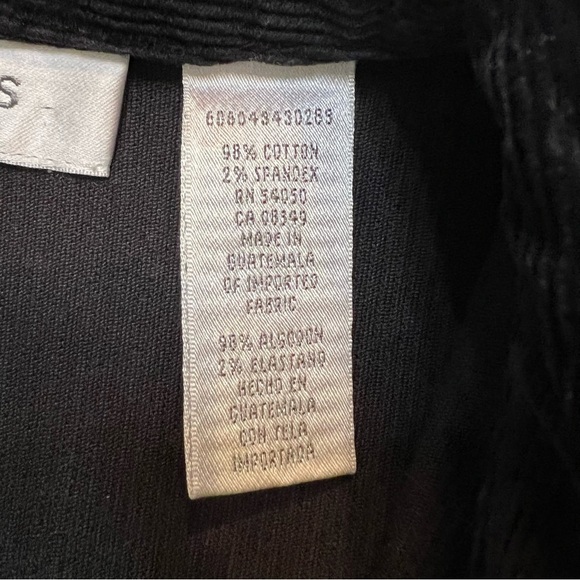 S
606043430289
98% COTTON
2% SPANDEX
RN 54050
CA 08349
MADE IN
GUATEMALA
OF IMPORTED
FABRIC
98% ALGODON
2% ELASTANO
HECHO EN
GUATEMALA
CON TELA
IMPORTADA